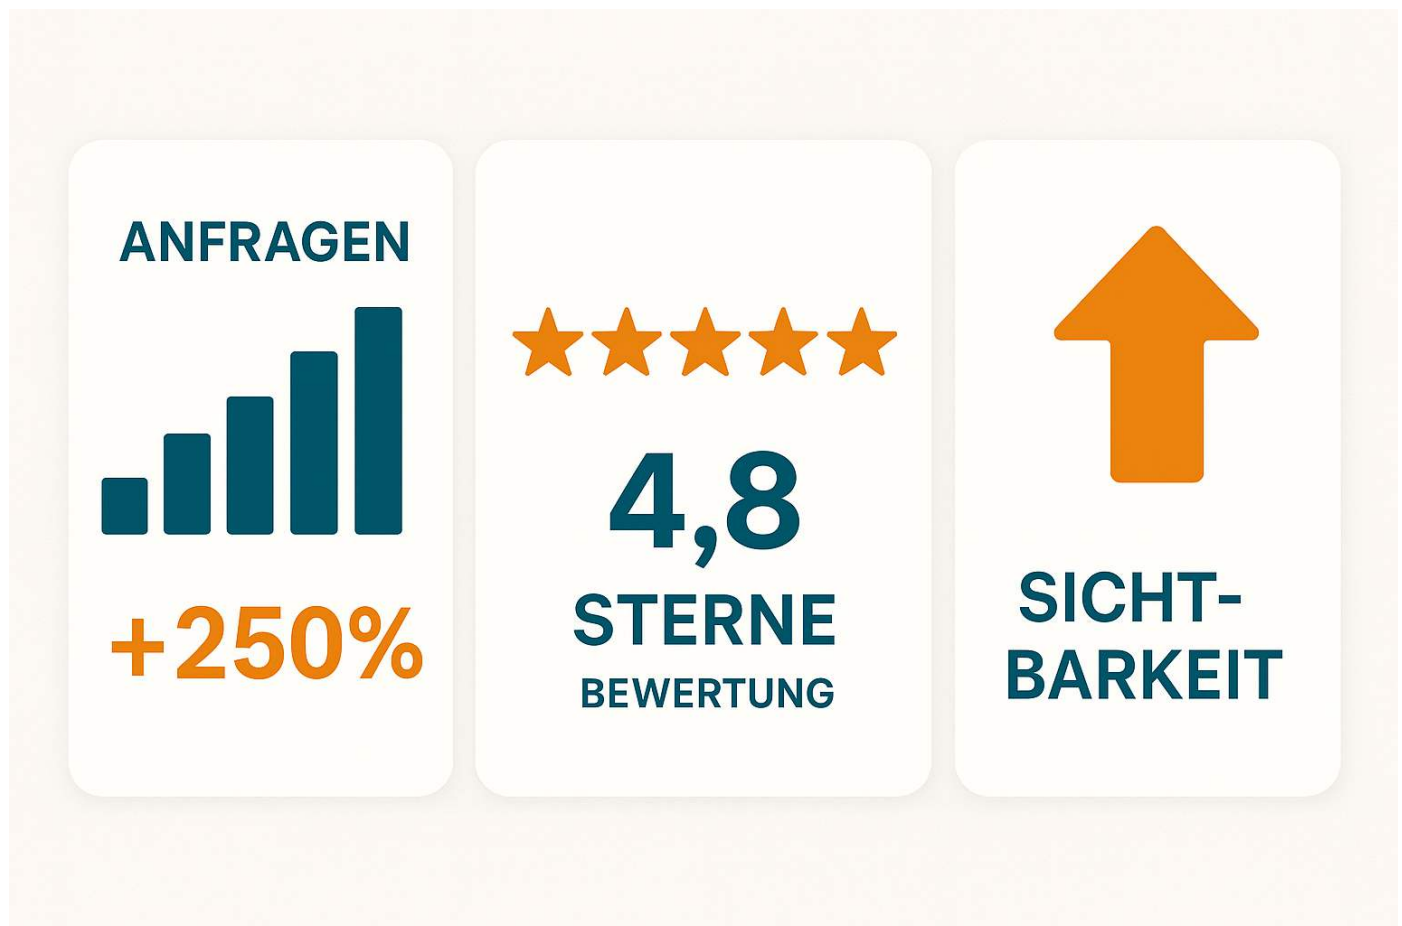 ANFRAGEN
+250%
4,8
STERNE
BEWERTUNG
SICHT-
BARKEIT